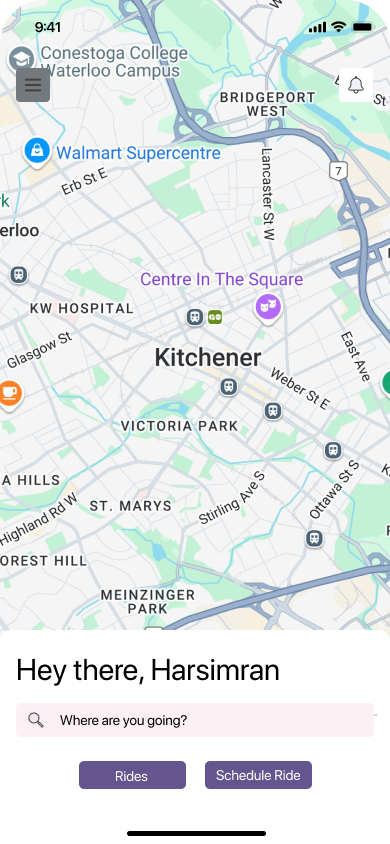 9:41
Conestoga College
Waterloo Campus
BRIDGEPORT
WEST
Walmart Supercentre
7
Erb St E
Lancaster St W
rk
erloo
Centre In The Square
KW HOSPITAL
GO
Glasgow St
Kitchener
East Ave
Weber St E
VICTORIA PARK
A HILLS
ST. MARYS
Stirling Ave S
Ottawa St S
Highland Rd W
OREST HILL
MEINZINGER
PARK
Hey there, Harsimran
Where are you going?
Rides
Schedule Ride